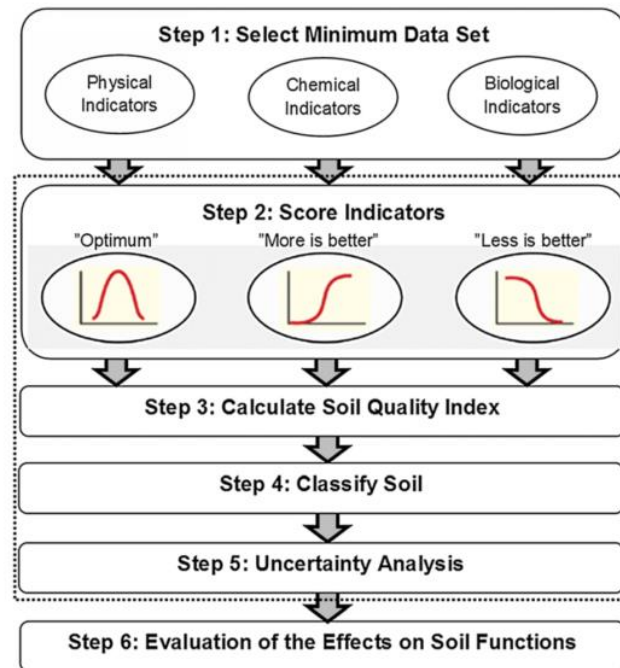 Step 1: Select Minimum Data Set
Physical
Indicators
Chemical
Indicators
Biological
Indicators
Step 2: Score Indicators
"Optimum"
"More is better"
"Less is better"
Step 3: Calculate Soil Quality Index
Step 4: Classify Soil
Step 5: Uncertainty Analysis
Step 6: Evaluation of the Effects on Soil Functions